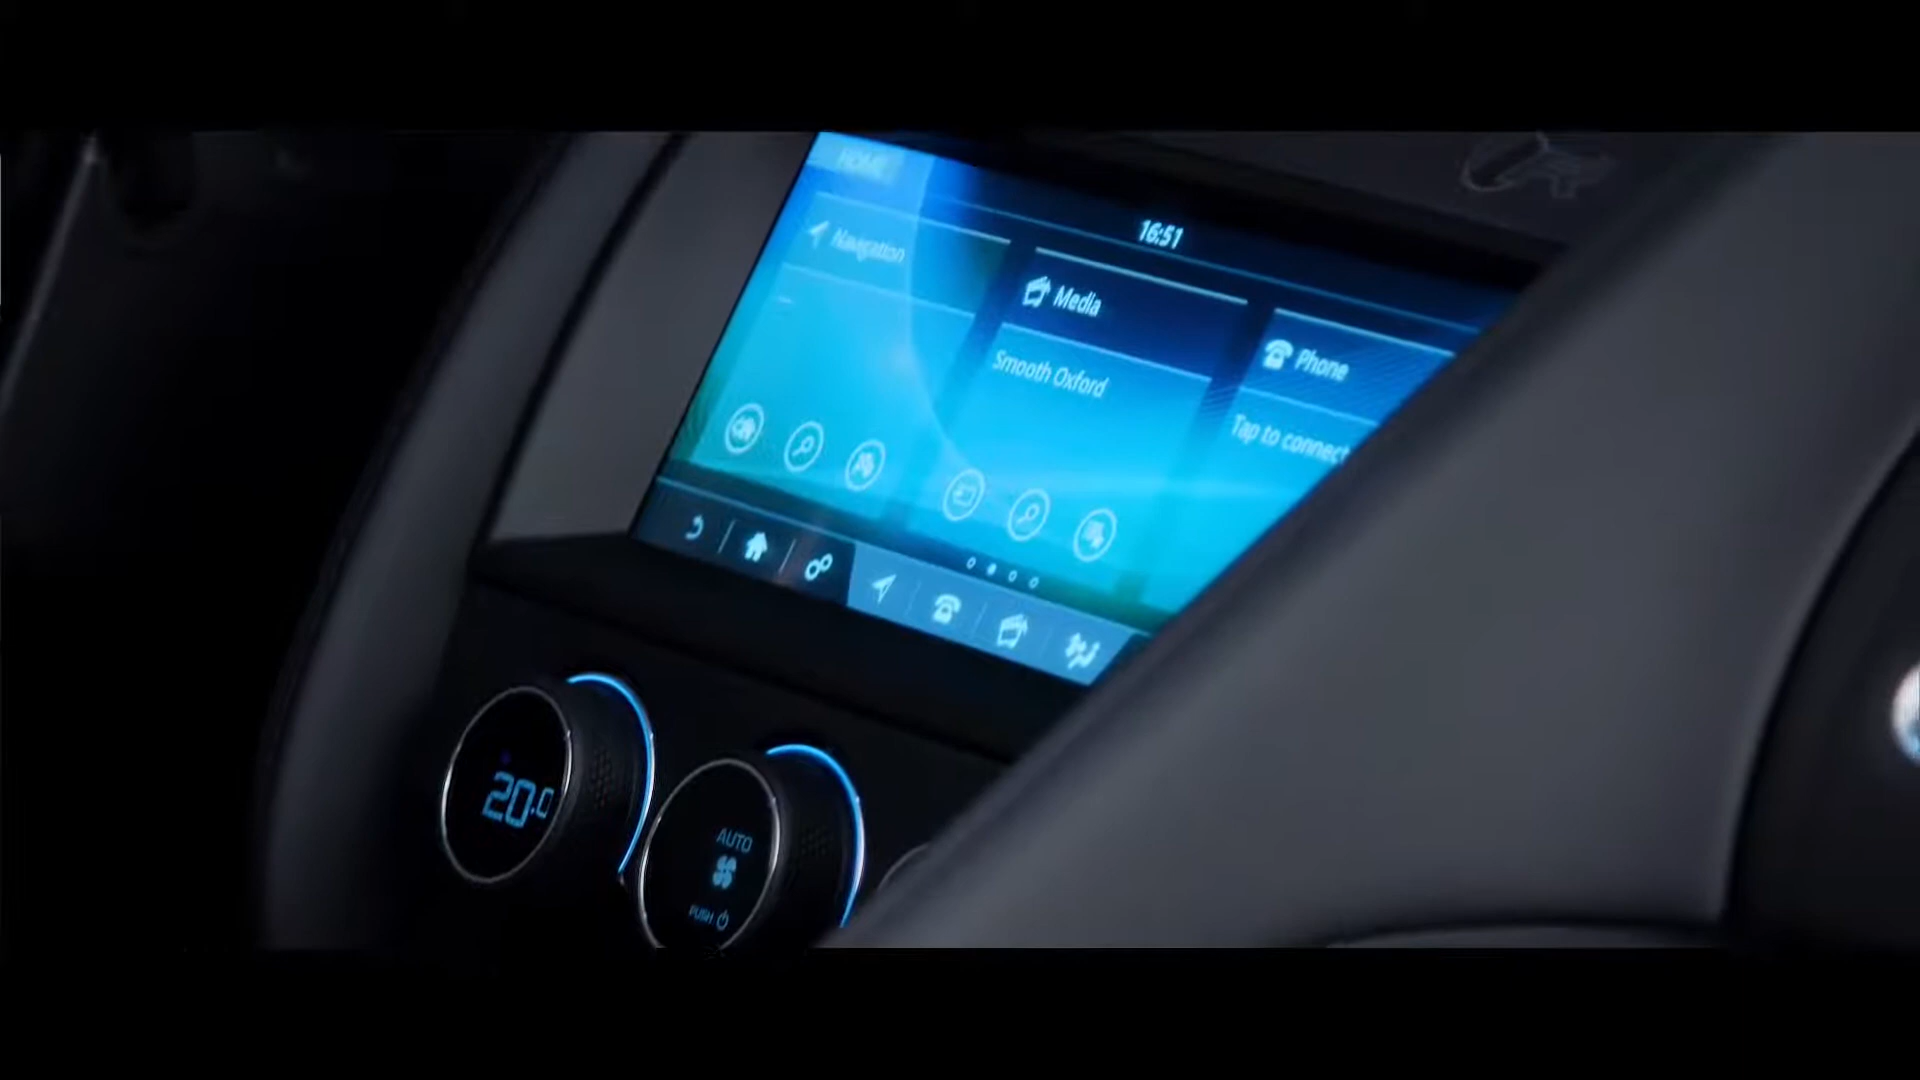 HOME
16:51
Navigation
Media
Phone
Smooth Oxford
Tap to connect
20.0
AUTO
PUSH